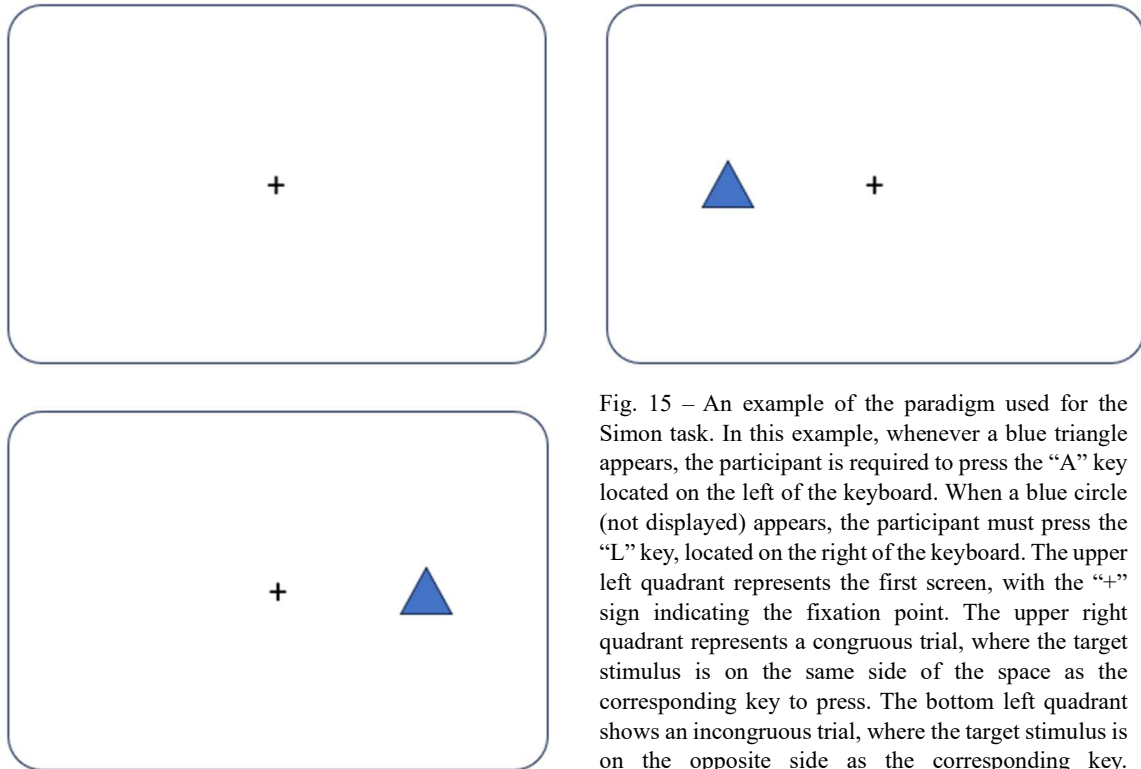 +
+
+
Fig. 15 – An example of the paradigm used for the
Simon task. In this example, whenever a blue triangle
appears, the participant is required to press the “A” key
located on the left of the keyboard. When a blue circle
(not displayed) appears, the participant must press the
“L” key, located on the right of the keyboard. The upper
left quadrant represents the first screen, with the “+”
sign indicating the fixation point. The upper right
quadrant represents a congruous trial, where the target
stimulus is on the same side of the space as the
corresponding key to press. The bottom left quadrant
shows an incongruous trial, where the target stimulus is
on the opposite side as the corresponding key.